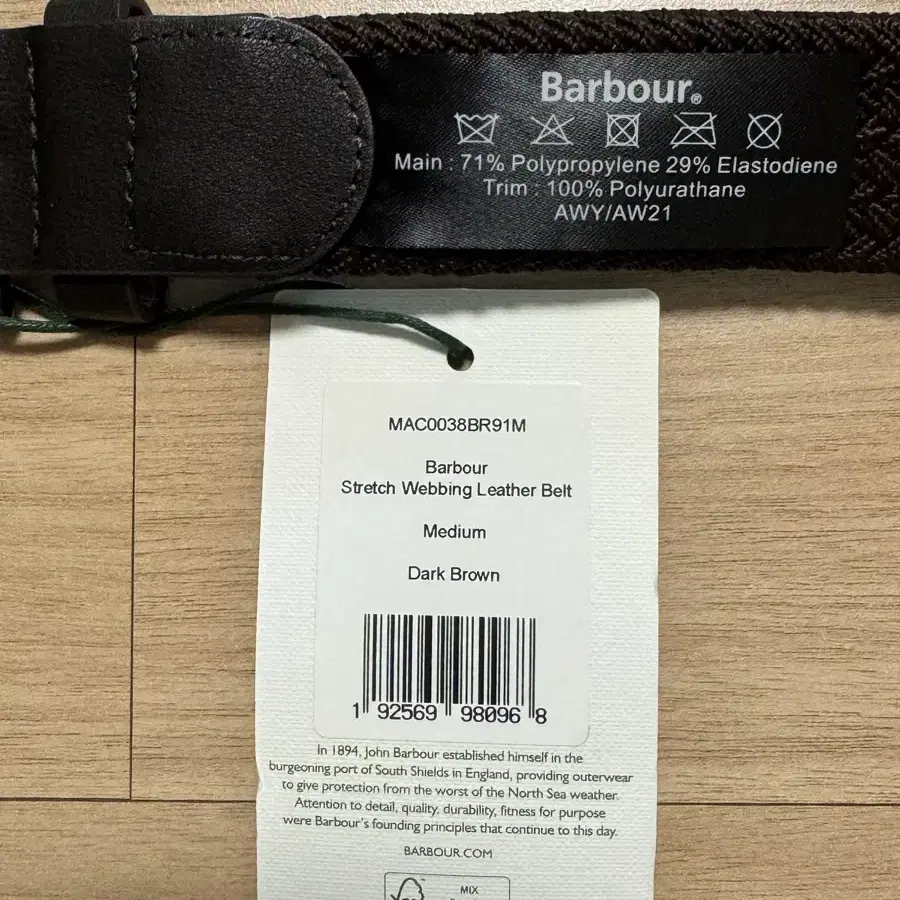 Barbour®
Main : 71% Polypropylene 29% Elastodiene
Trim : 100% Polyurathane
AWY/AW21
MAC0038BR91M
Barbour
Stretch Webbing Leather Belt
Medium
Dark Brown
1 92569 98096 8
In 1894, John Barbour established himself in the
burgeoning port of South Shields in England, providing outerwear
to give protection from the worst of the North Sea weather.
Attention to detail, quality, durability, fitness for purpose
were Barbour's founding principles that continue to this day.
BARBOUR.COM
MIX